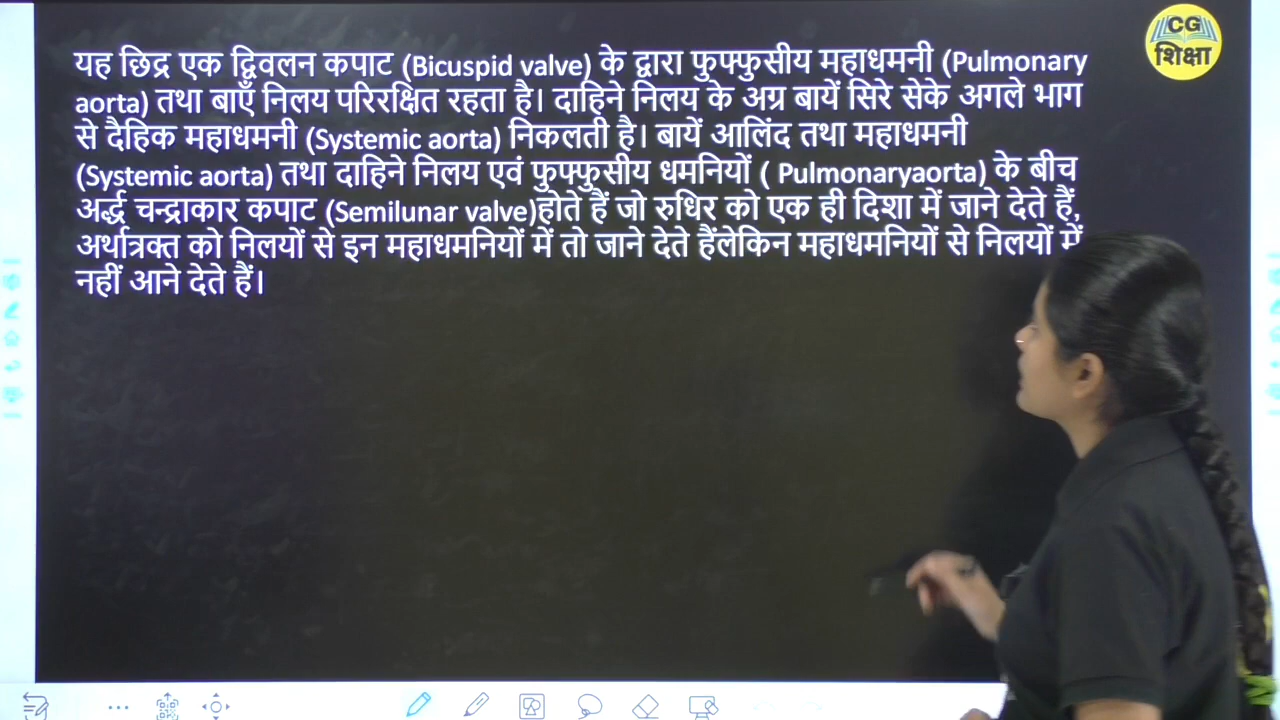 CG
शिक्षा
यह छिद्र एक द्विवलन कपाट (Bicuspid valve) के द्वारा फुफ्फुसीय महाधमनी (Pulmonary
aorta) तथा बाएँ निलय परिरक्षित रहता है। दाहिने निलय के अग्र बायें सिरे सेके अगले भाग
से दैहिक महाधमनी (Systemic aorta) निकलती है। बायें आलिंद तथा महाधमनी
(Systemic aorta) तथा दाहिने निलय एवं फुफ्फुसीय धमनियों ( Pulmonaryaorta) के बीच
अर्द्ध चन्द्राकार कपाट (Semilunar valve)होते हैं जो रुधिर को एक ही दिशा में जाने देते हैं,
अर्थात्रक्त को निलयों से इन महाधमनियों में तो जाने देते हैंलेकिन महाधमनियों से निलयों में
नहीं आने देते हैं।